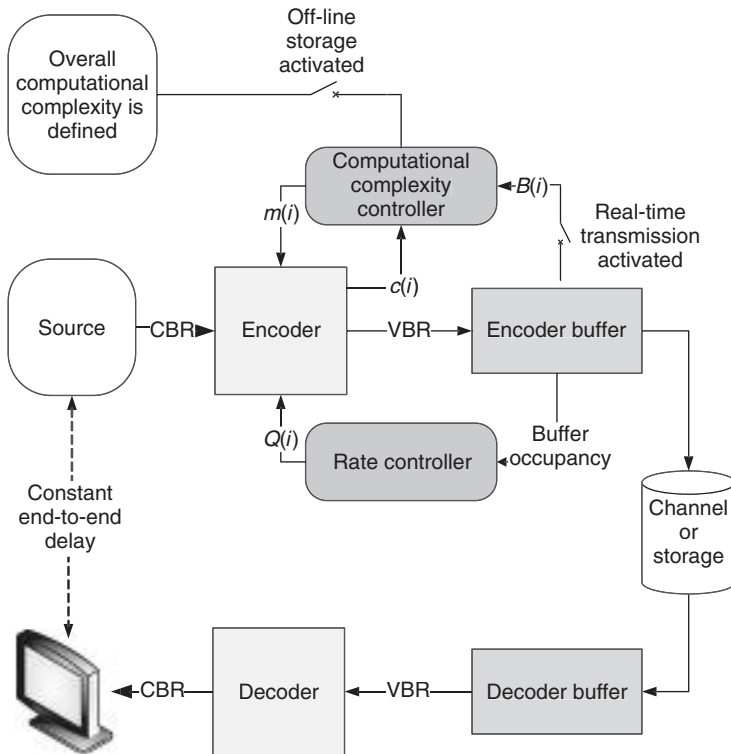 Off-line
storage
activated
Overall
computational
complexity is
defined
Computational
complexity
controller
m(i)
B(i)
c(i)
Real-time
transmission
activated
Source
CBR
Encoder
VBR
Encoder buffer
Q(i)
Rate controller
Buffer
occupancy
Constant
end-to-end
delay
Channel
or
storage
CBR
Decoder
VBR
Decoder buffer